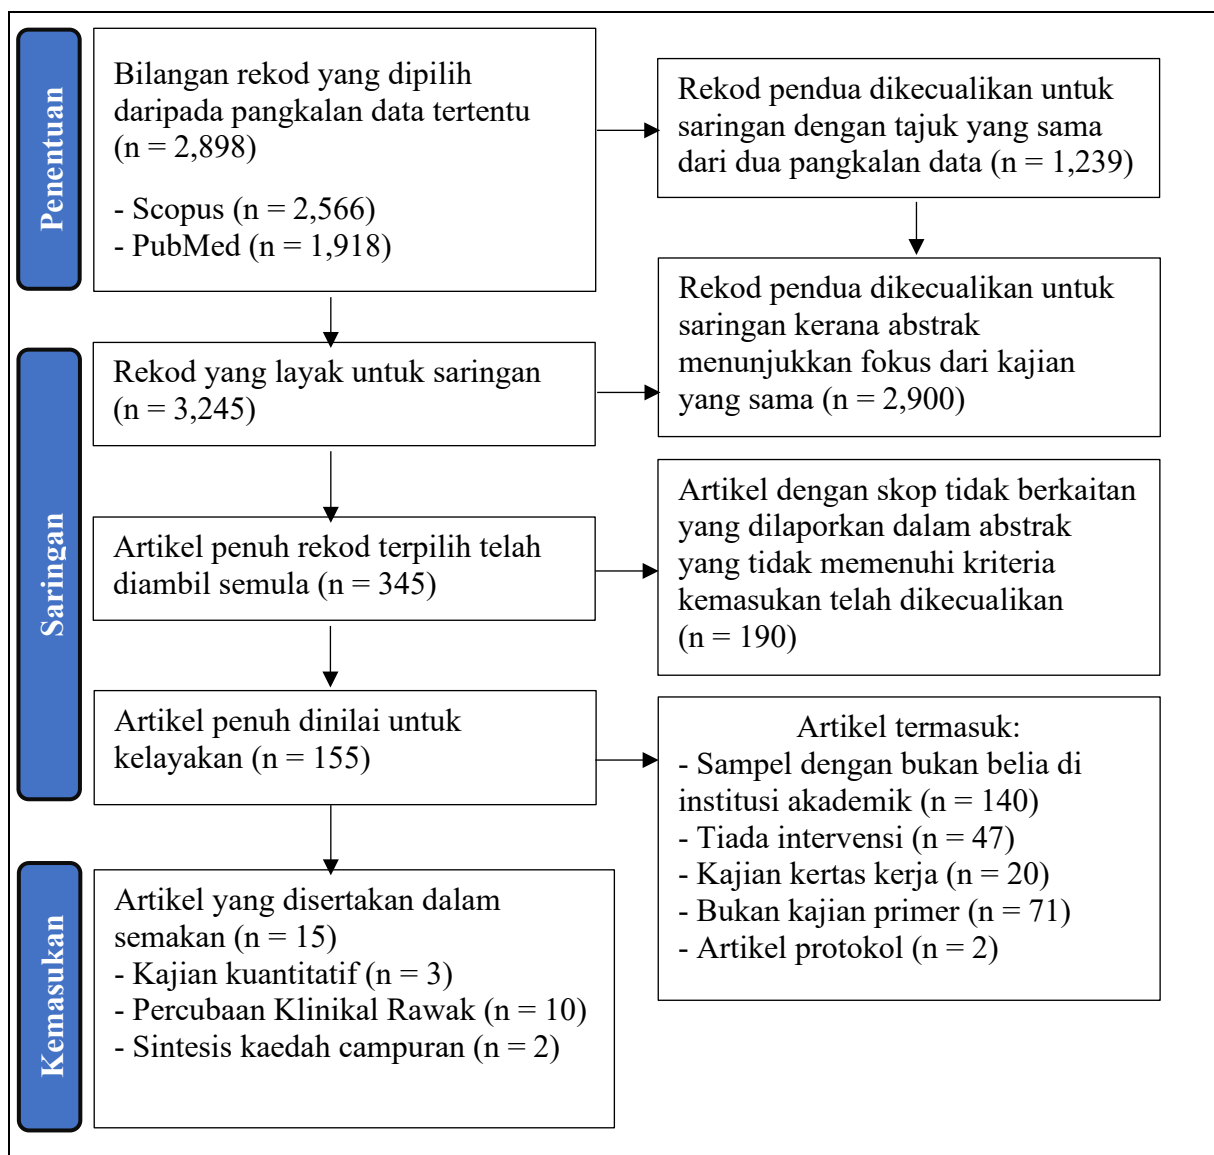 Penentuan
Bilangan rekod yang dipilih
daripada pangkalan data tertentu
(n = 2,898)
- Scopus (n = 2,566)
- PubMed (n = 1,918)
Rekod pendua dikecualikan untuk
saringan dengan tajuk yang sama
dari dua pangkalan data (n = 1,239)
Rekod pendua dikecualikan untuk
saringan kerana abstrak
menunjukkan fokus dari kajian
yang sama (n = 2,900)
Saringan
Rekod yang layak untuk saringan
(n = 3,245)
Artikel penuh rekod terpilih telah
diambil semula (n = 345)
Artikel dengan skop tidak berkaitan
yang dilaporkan dalam abstrak
yang tidak memenuhi kriteria
kemasukan telah dikecualikan
(n = 190)
Artikel penuh dinilai untuk
kelayakan (n = 155)
Artikel termasuk:
- Sampel dengan bukan belia di
institusi akademik (n = 140)
- Tiada intervensi (n = 47)
- Kajian kertas kerja (n = 20)
- Bukan kajian primer (n = 71)
- Artikel protokol (n = 2)
Kemasukan
Artikel yang disertakan dalam
semakan (n = 15)
- Kajian kuantitatif (n = 3)
- Percubaan Klinikal Rawak (n = 10)
- Sintesis kaedah campuran (n = 2)